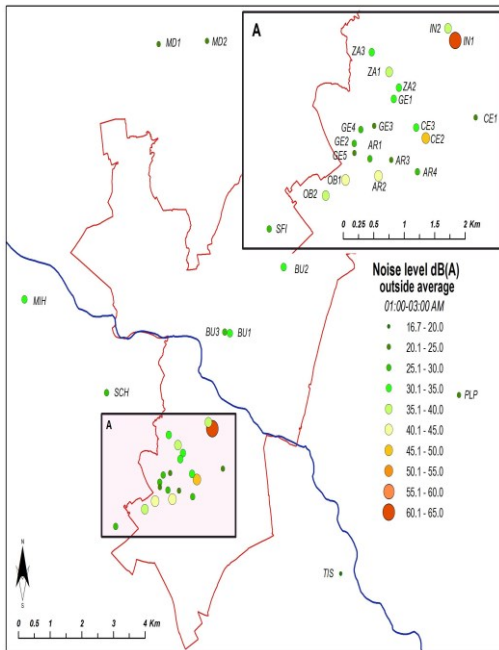 MD1
MD2
A
IN2
IN1
ZA3
ZA1
ZA2
GE1
CE1
GE4
GE3
CE3
GE2
AR1
CE2
GE5
AR3
AR4
OB1
AR2
OB2
0 0.5 1 2 Km
SFI
BU2
MIH
BU3
BU1
SCH
PLP
TIS
Noise level dB(A)
outside average
01:00-03:00 AM
16.7 - 20.0
20.1 - 25.0
25.1 - 30.0
30.1 - 35.0
35.1 - 40.0
40.1 - 45.0
45.1 - 50.0
50.1 - 55.0
55.1 - 60.0
60.1 - 65.0
A
N
S
0 0.5 1 2 3 4 Km